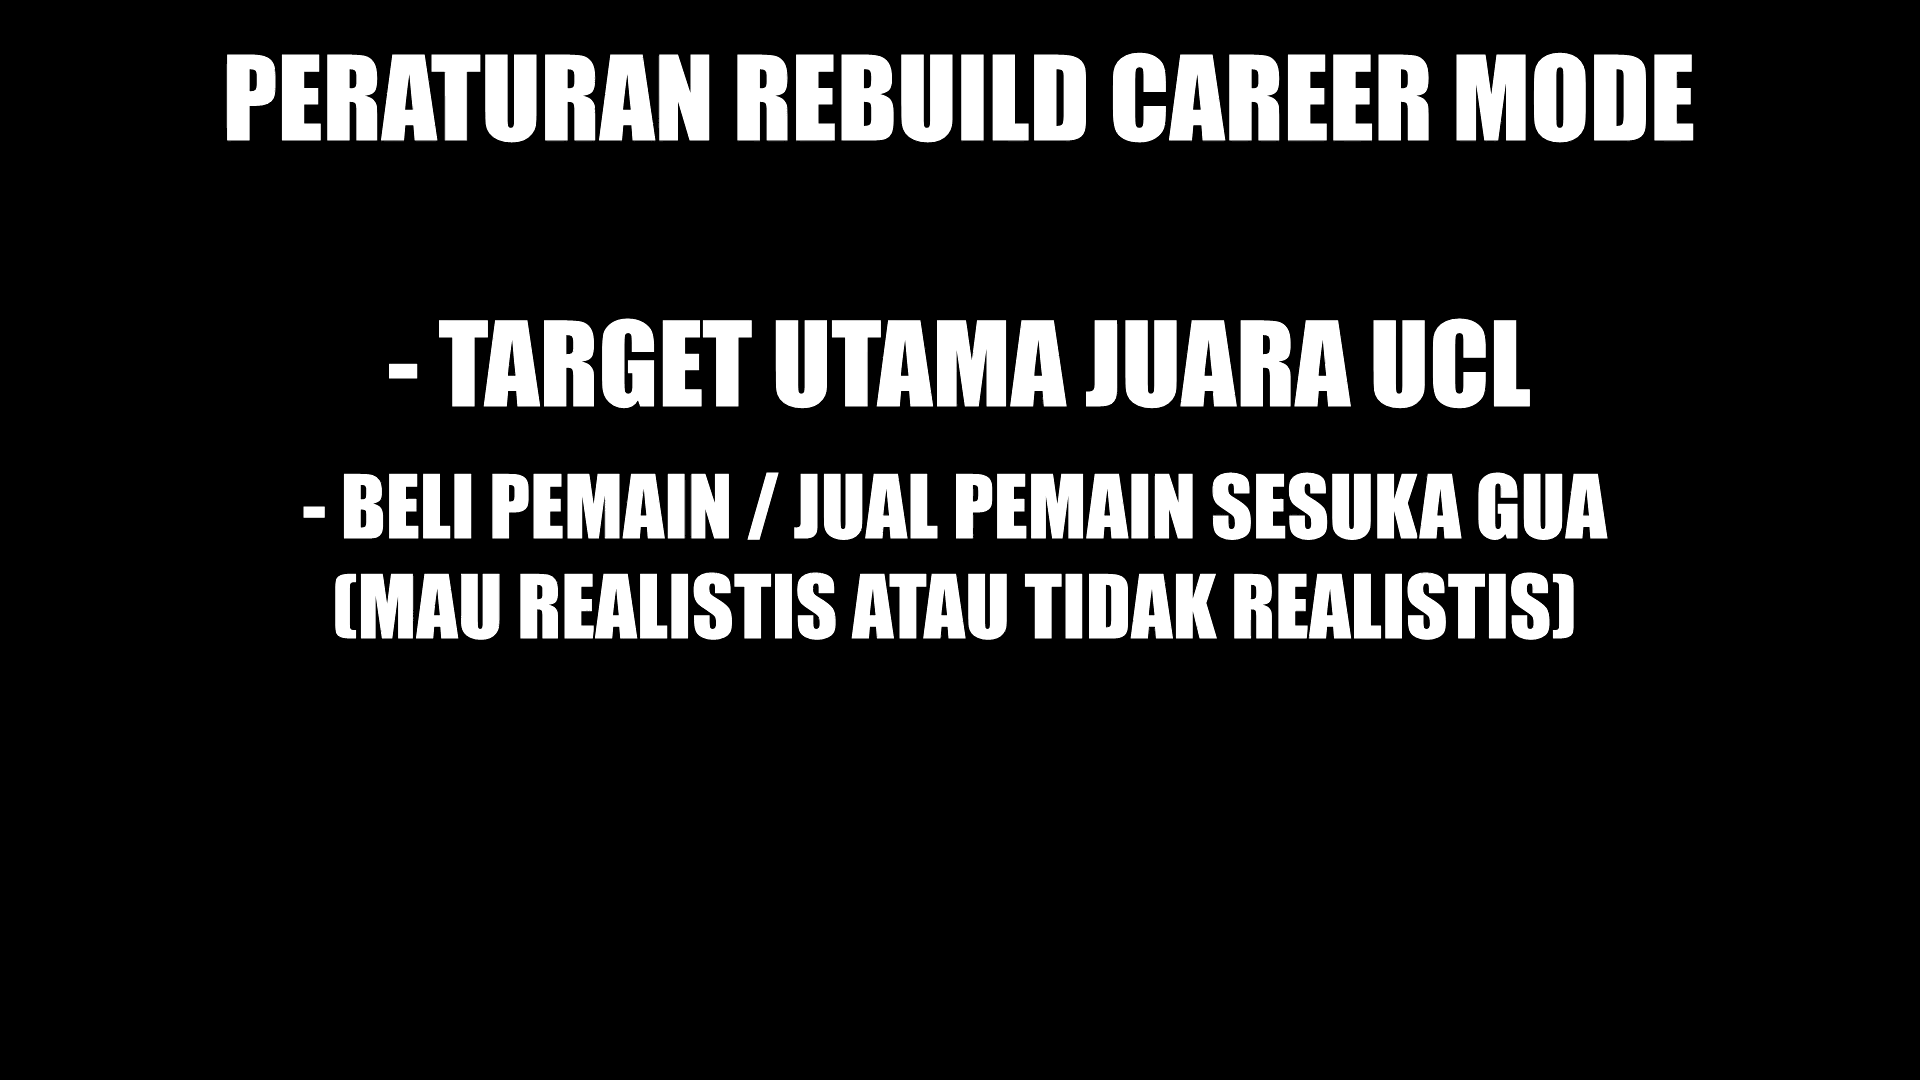 PERATURAN REBUILD CAREER MODE
- TARGET UTAMA JUARA UCL
- BELI PEMAIN / JUAL PEMAIN SESUKA GUA
(MAU REALISTIS ATAU TIDAK REALISTIS)